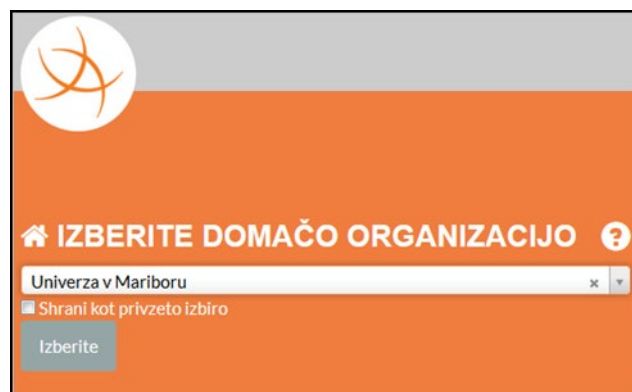 IZBERITE DOMAČO ORGANIZACIJO
Univerza v Mariboru
Shrani kot privzeto izbiro
Izberite